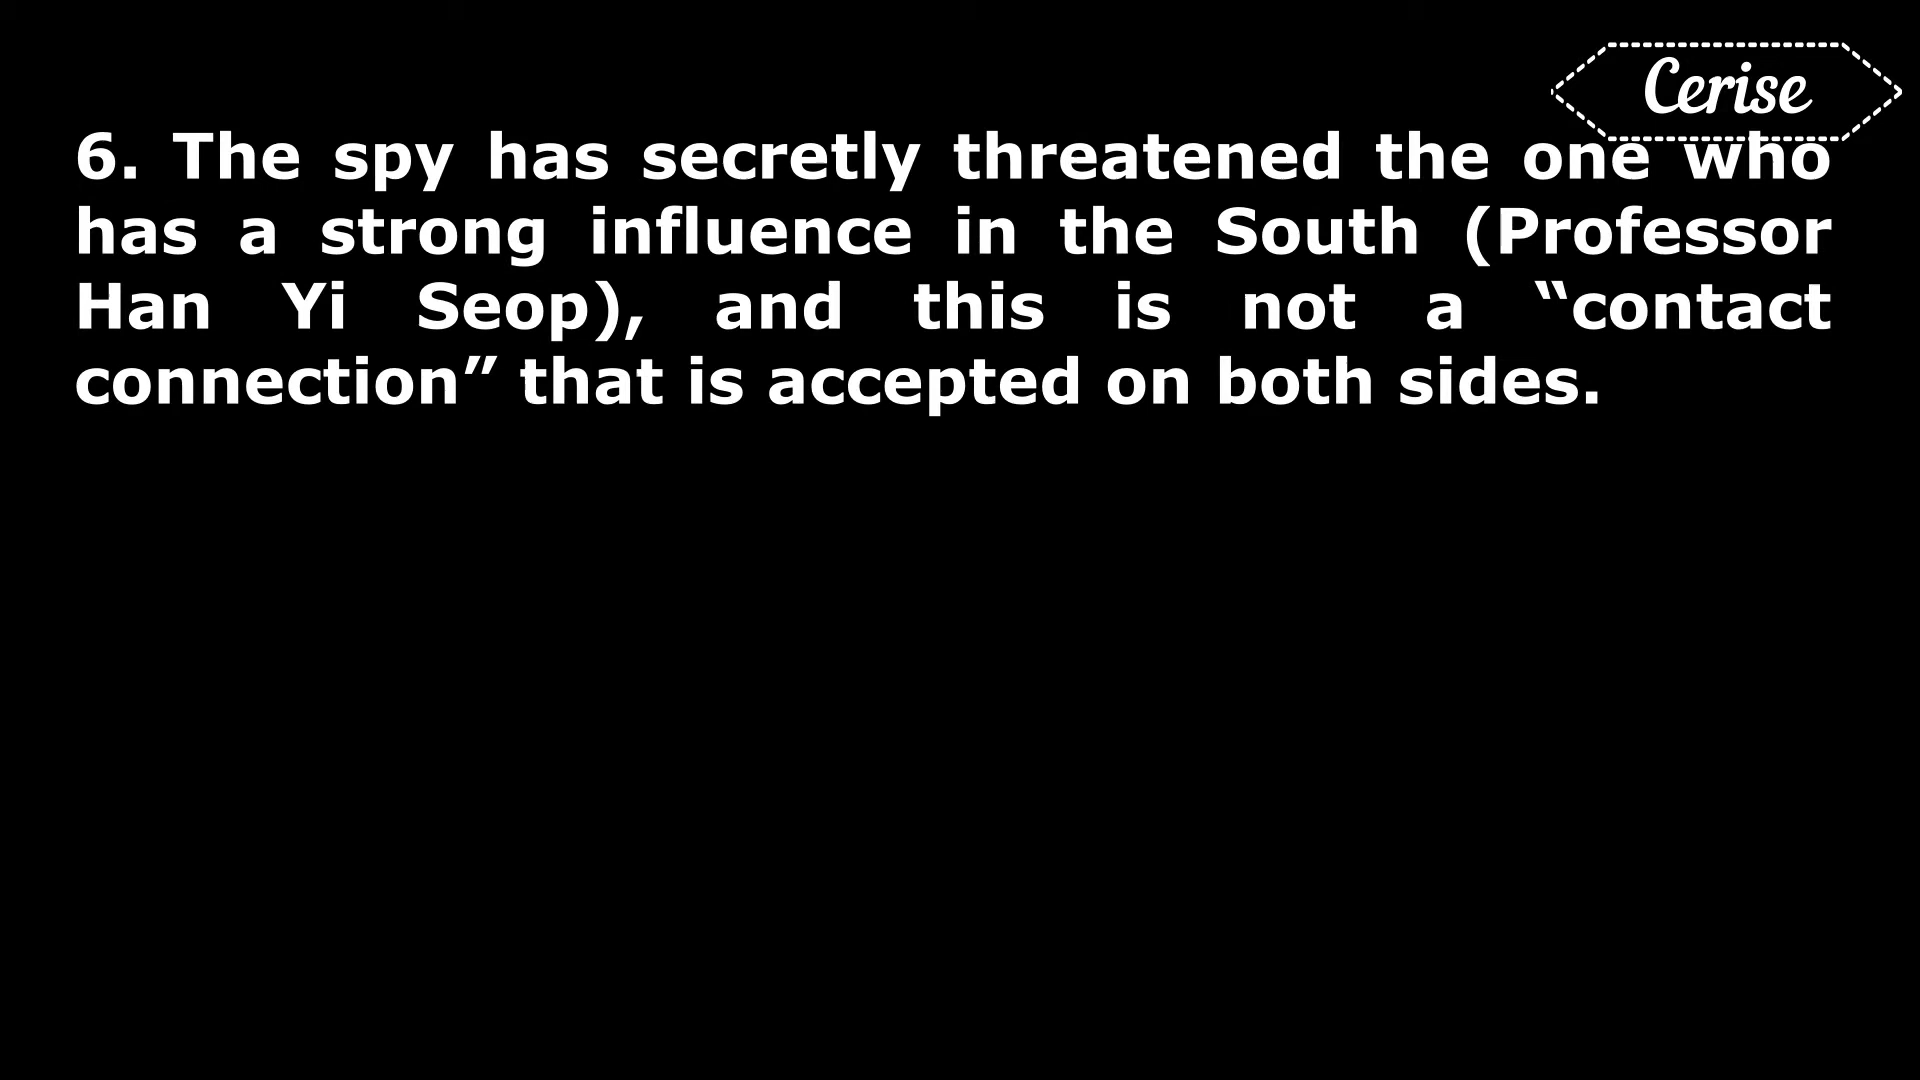 Cerise
6. The spy has secretly threatened the one who
has a strong influence in the South (Professor
Han Yi Seop), and this is not a “contact
connection” that is accepted on both sides.